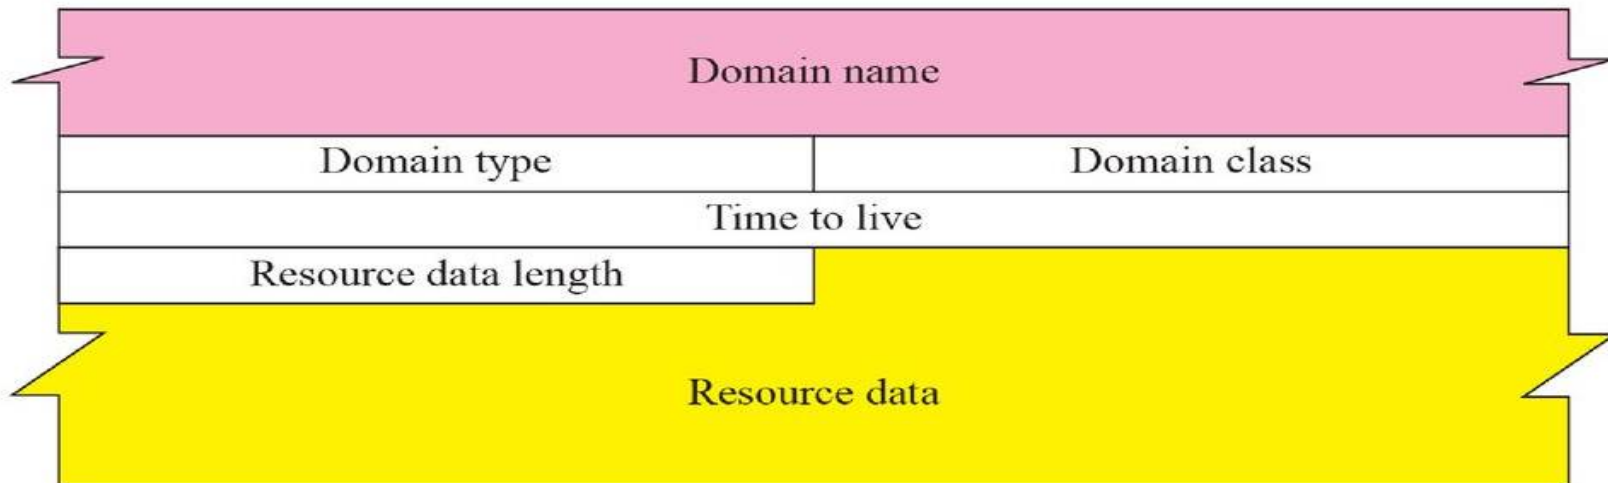 Domain name
Domain type
Domain class
Time to live
Resource data length
Resource data